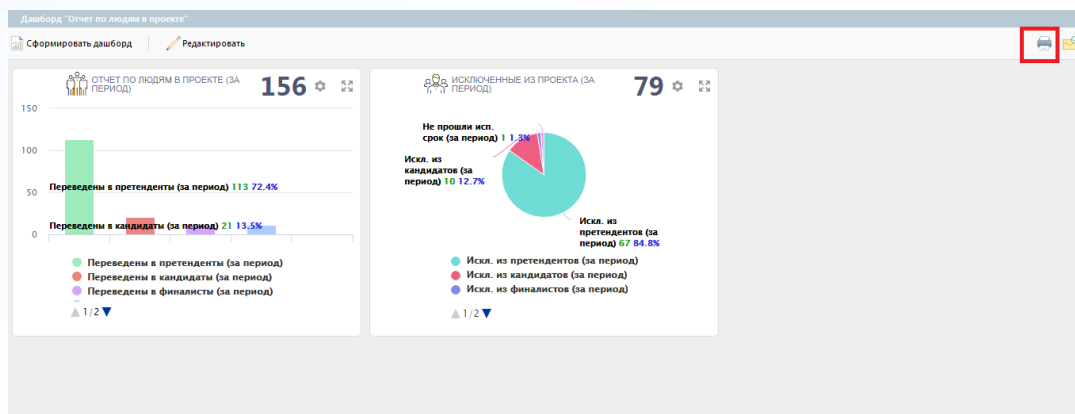 Дашборд "Отчет по людям в проекте"
Сформировать дашборд Редактировать
ОТЧЕТ ПО ЛЮДЯМ В ПРОЕКТЕ (ЗА
ПЕРИОД)
156
150
100
50
0
Переведены в претенденты (за период) 113 72.4%
Переведены в кандидаты (за период) 21 13.5%
Переведены в претенденты (за период)
Переведены в кандидаты (за период)
Переведены в финалисты (за период)
1/2
ИСКЛЮЧЕННЫЕ ИЗ ПРОЕКТА (ЗА
ПЕРИОД)
79
Не прошли исп.
срок (за период) 1 1.3%
Искл. из
кандидатов (за
период) 10 12.7%
Искл. из
претендентов (за
период) 67 84.8%
Искл. из претендентов (за период)
Искл. из кандидатов (за период)
Искл. из финалистов (за период)
1/2